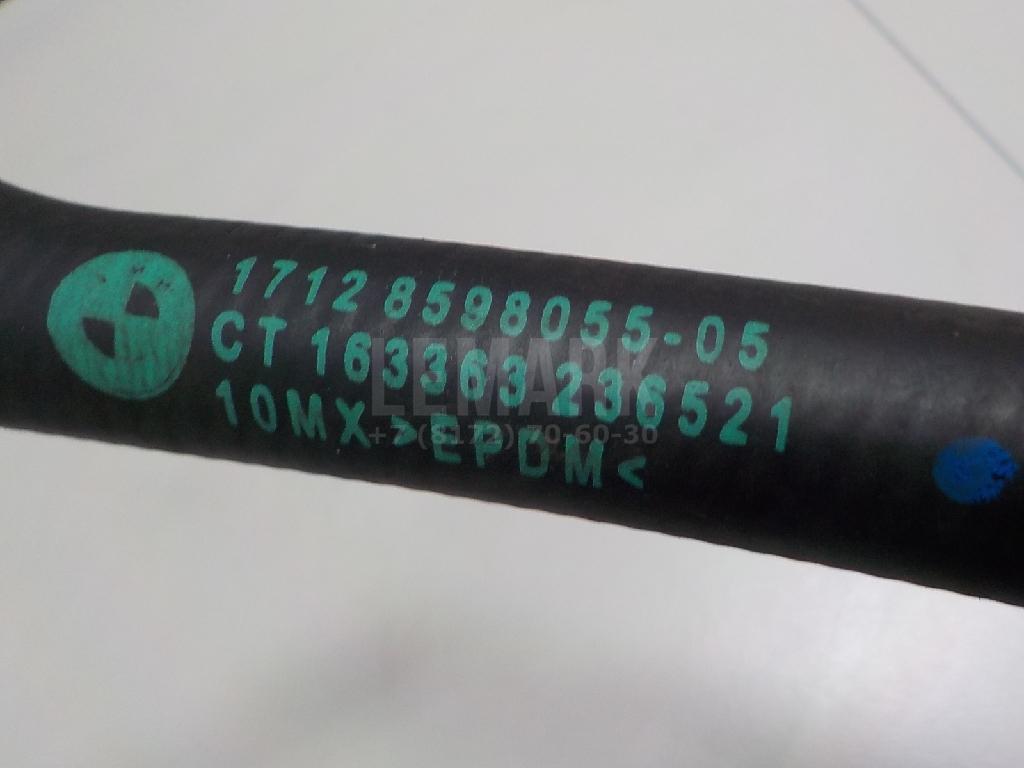 1712 8598055-05
CT 163363 236521
LEMARK
10MX >EPDM<
+7 (8172) 70-60-30